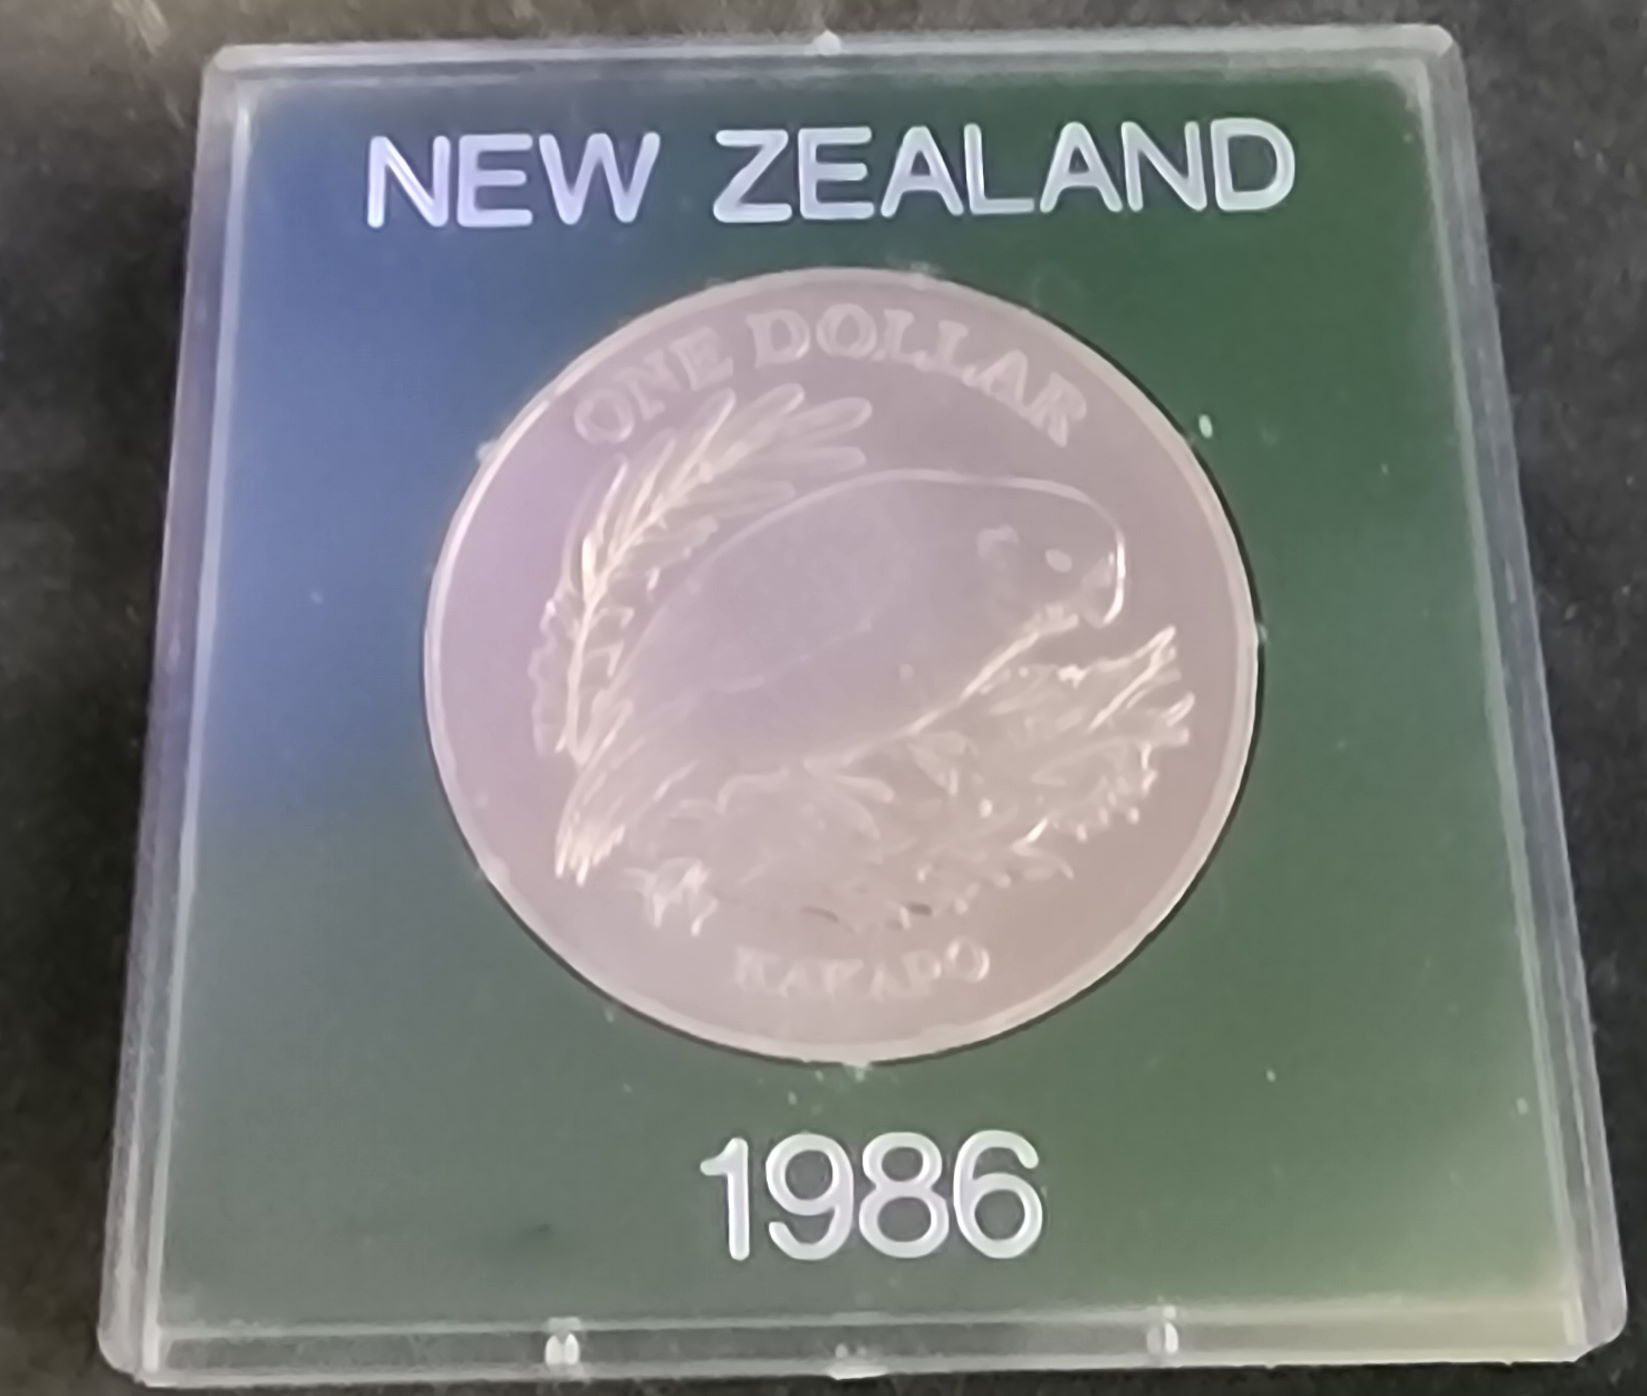 NEW ZEALAND
ONE DOLLAR
KAKAPO
1986